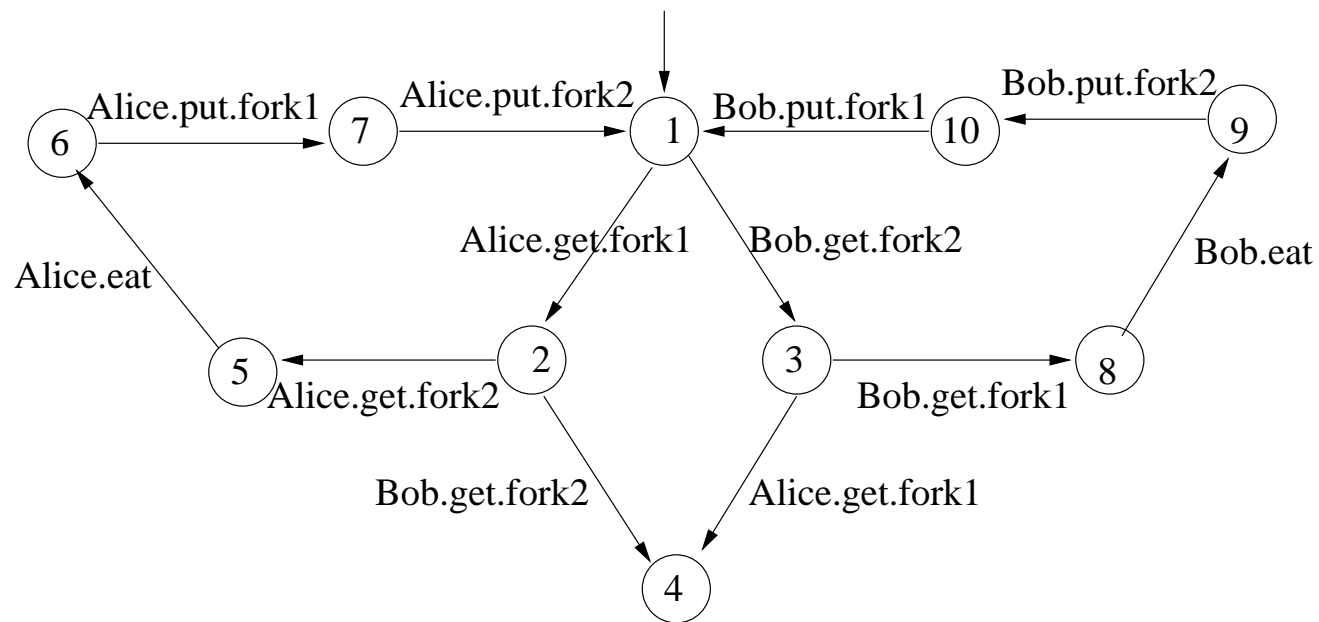 Alice.put.fork1
Alice.put.fork2
Bob.put.fork1
Bob.put.fork2
6
7
1
10
9
Alice.get.fork1
Bob.get.fork2
Alice.eat
Bob.eat
5
2
3
8
Alice.get.fork2
Bob.get.fork1
Bob.get.fork2
Alice.get.fork1
4